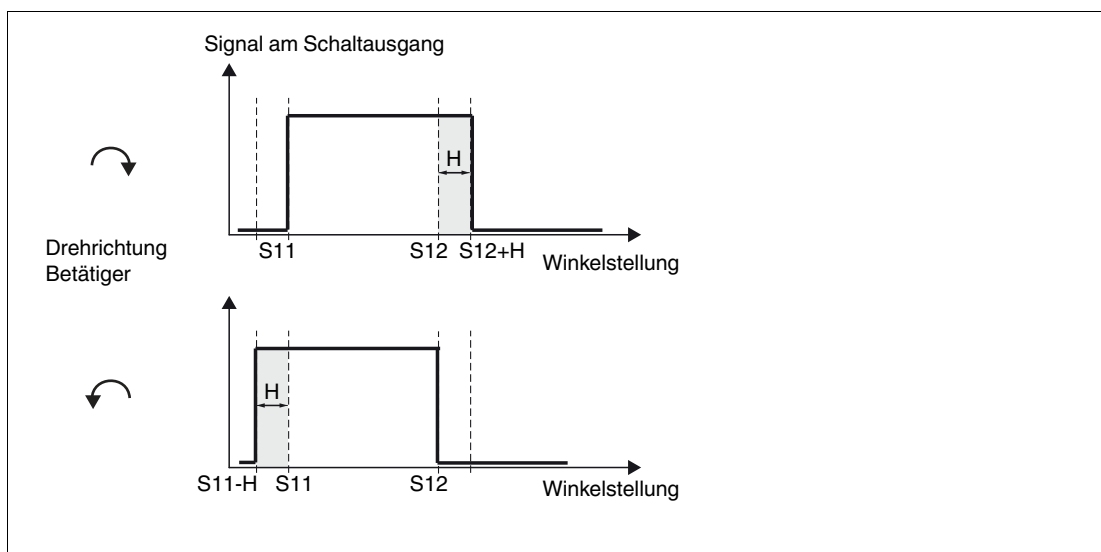 Signal am Schaltausgang
H
S11
S12
S12+H
Winkelstellung
Drehrichtung
Betätiger
H
S11-H
S11
S12
Winkelstellung